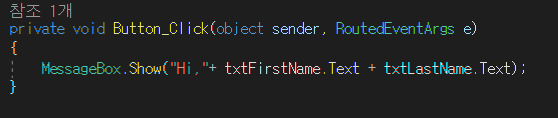 참조 1개
private void Button_Click(object sender, RoutedEventArgs e)
{
MessageBox.Show("Hi,"+ txtFirstName.Text + txtLastName.Text);
}